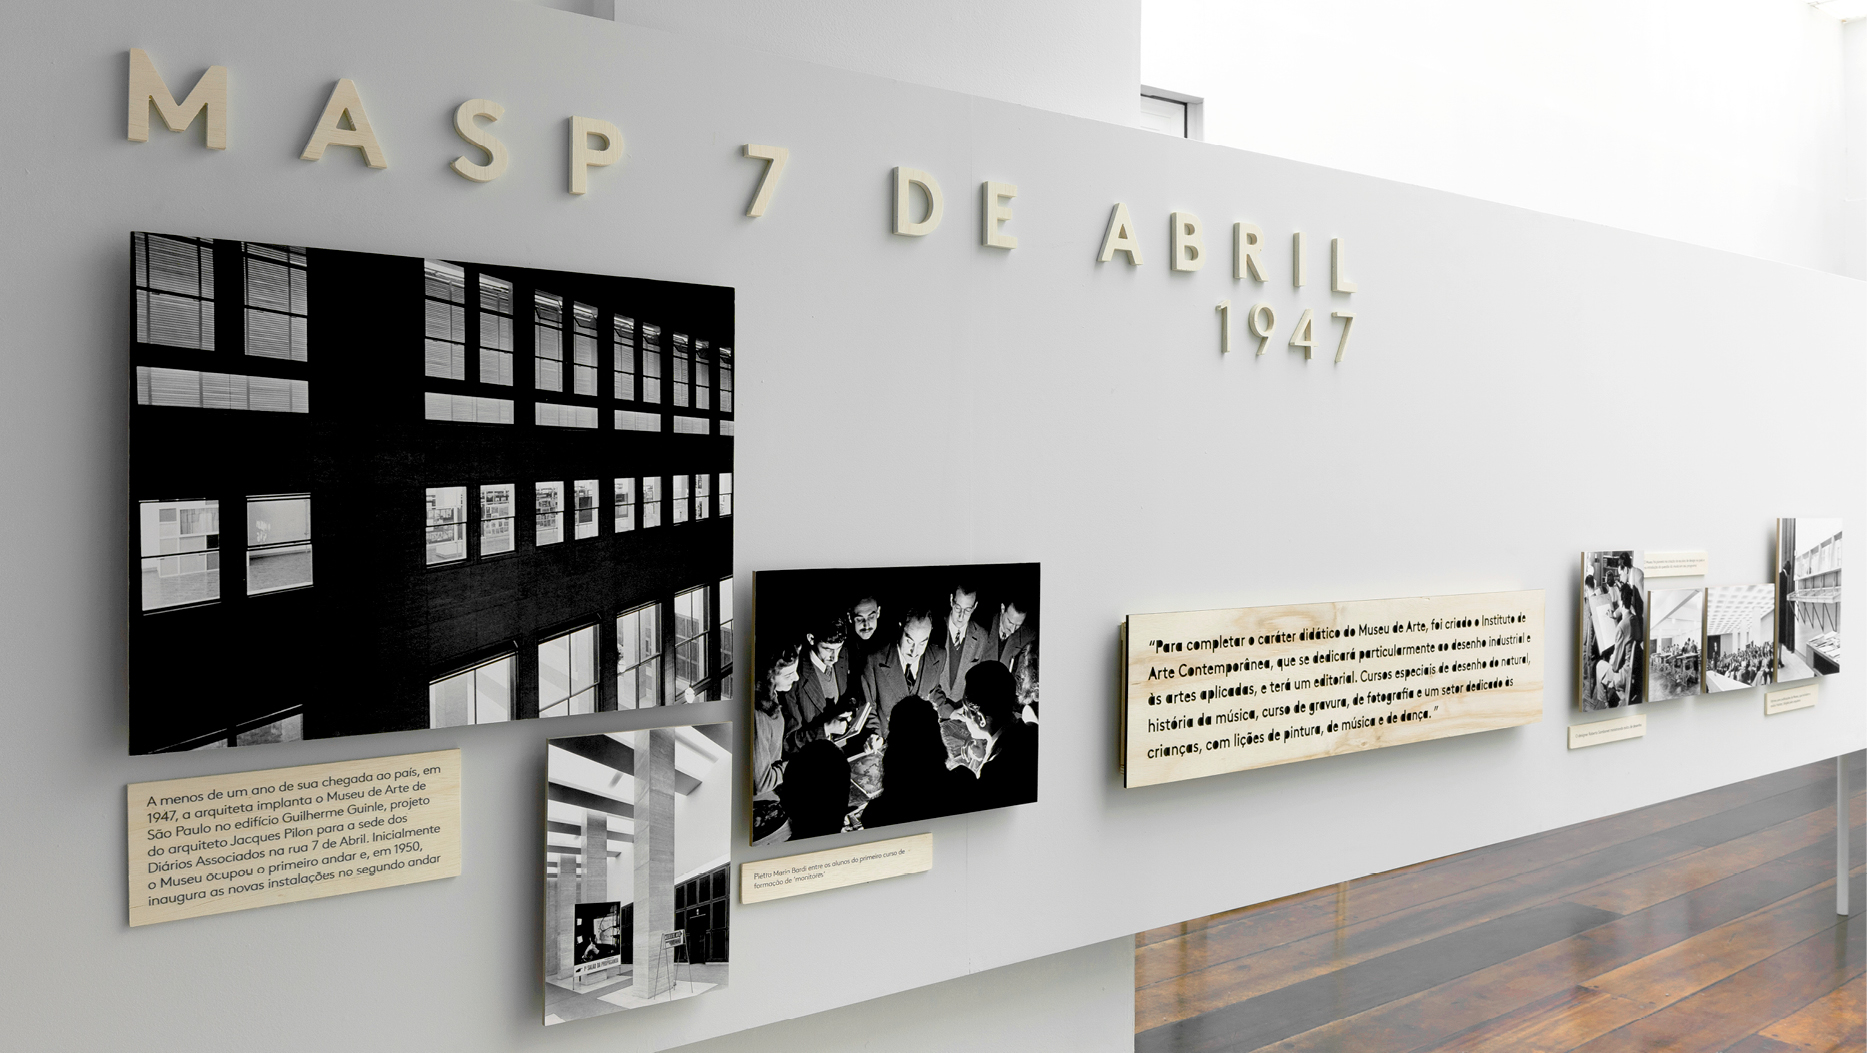 MASP 7 DE ABRIL
1947
A menos de um ano de sua chegada ao país, em
1947, a arquiteta implanta o Museu de Arte de
São Paulo no edifício Guilherme Guinle, projeto
do arquiteto Jacques Pilon para a sede dos
Diários Associados na rua 7 de Abril. Inicialmente
o Museu ocupou o primeiro andar e, em 1950,
inaugura as novas instalações no segundo andar
Pietro Maria Bardi entre os alunos do primeiro curso de
formação de 'monitores'
“Para completar o caráter didático do Museu de Arte, foi criado o Instituto de
Arte Contemporânea, que se dedicará particularmente ao desenho industrial e
às artes aplicadas, e terá um editorial. Cursos especiais de desenho do natural,
história da música, curso de gravura, de fotografia e um setor dedicado às
crianças, com lições de pintura, de música e de dança.”